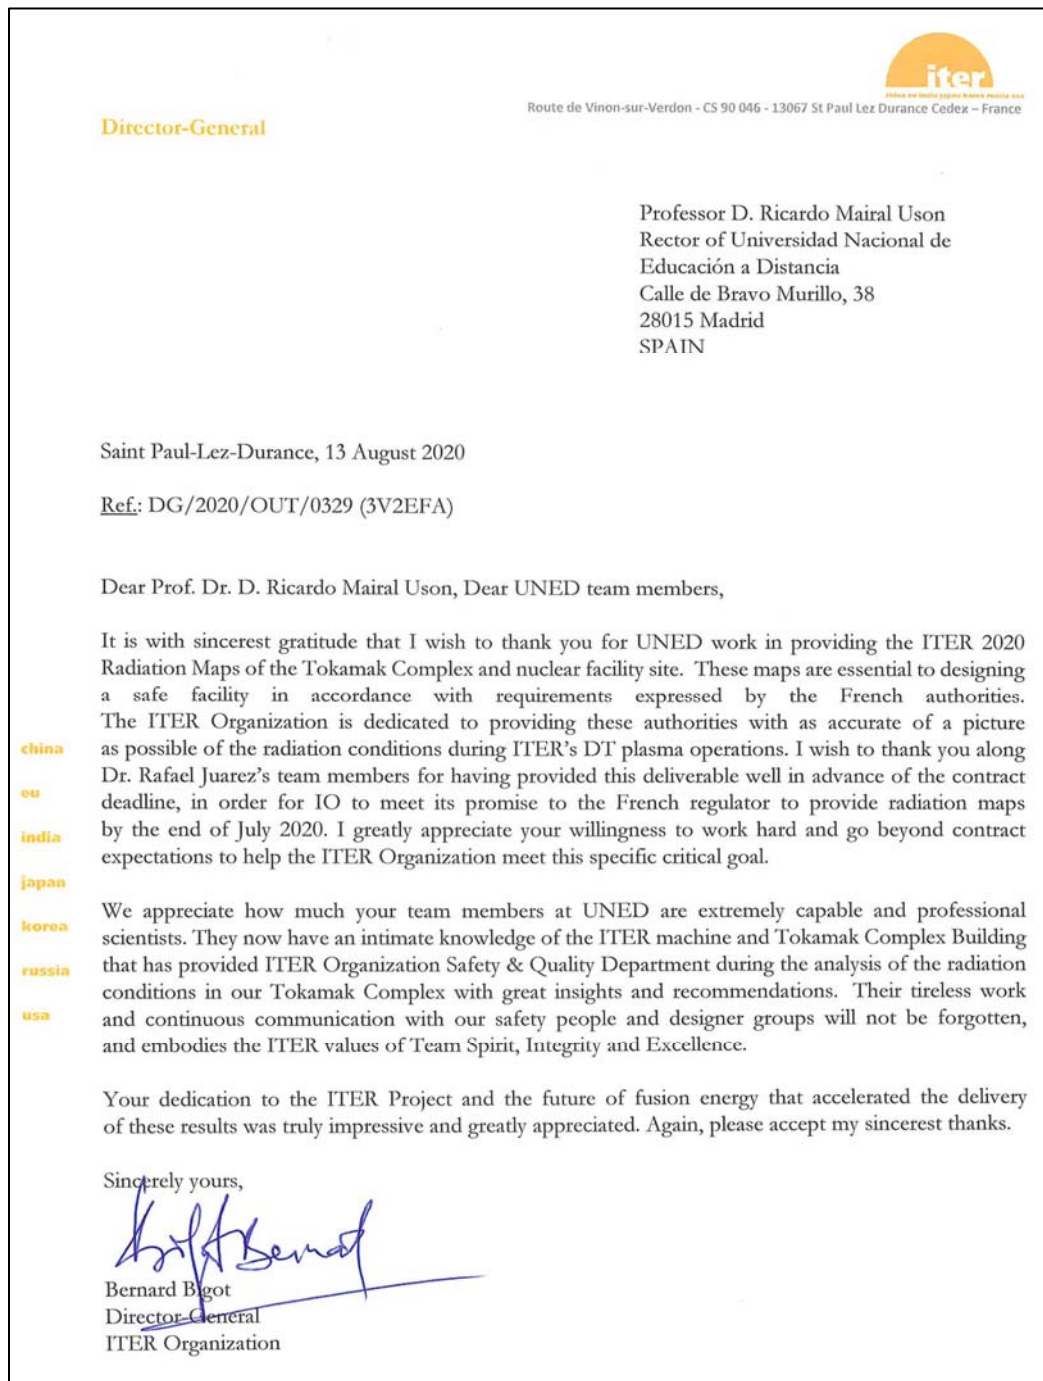 iter
china eu india japan korea russia usa
Route de Vinon-sur-Verdon - CS 90 046 - 13067 St Paul Lez Durance Cedex – France
Director-General
Professor D. Ricardo Mairal Uson
Rector of Universidad Nacional de
Educación a Distancia
Calle de Bravo Murillo, 38
28015 Madrid
SPAIN
Saint Paul-Lez-Durance, 13 August 2020
Ref.: DG/2020/OUT/0329 (3V2EFA)
Dear Prof. Dr. D. Ricardo Mairal Uson, Dear UNED team members,
It is with sincerest gratitude that I wish to thank you for UNED work in providing the ITER 2020
Radiation Maps of the Tokamak Complex and nuclear facility site. These maps are essential to designing
a safe facility in accordance with requirements expressed by the French authorities.
The ITER Organization is dedicated to providing these authorities with as accurate of a picture
as possible of the radiation conditions during ITER's DT plasma operations. I wish to thank you along
Dr. Rafael Juarez's team members for having provided this deliverable well in advance of the contract
deadline, in order for IO to meet its promise to the French regulator to provide radiation maps
by the end of July 2020. I greatly appreciate your willingness to work hard and go beyond contract
expectations to help the ITER Organization meet this specific critical goal.
We appreciate how much your team members at UNED are extremely capable and professional
scientists. They now have an intimate knowledge of the ITER machine and Tokamak Complex Building
that has provided ITER Organization Safety & Quality Department during the analysis of the radiation
conditions in our Tokamak Complex with great insights and recommendations. Their tireless work
and continuous communication with our safety people and designer groups will not be forgotten,
and embodies the ITER values of Team Spirit, Integrity and Excellence.
Your dedication to the ITER Project and the future of fusion energy that accelerated the delivery
of these results was truly impressive and greatly appreciated. Again, please accept my sincerest thanks.
Sincerely yours,
Bernard Bigot
Director-General
ITER Organization
china
eu
india
japan
korea
russia
usa